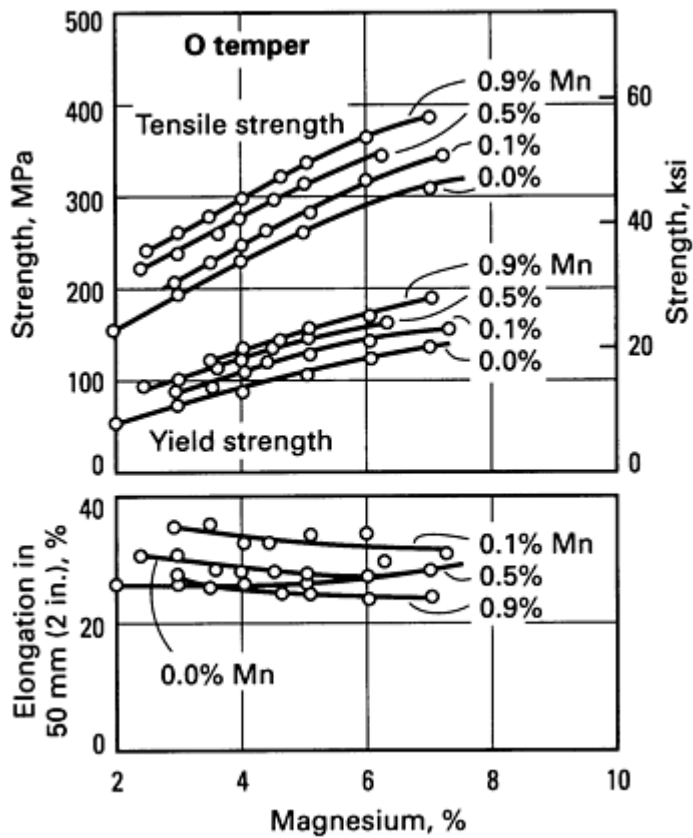 O temper
500
400
300
200
100
0
Strength, MPa
Tensile strength
0.9% Mn
0.5%
0.1%
0.0%
Yield strength
0.9% Mn
0.5%
0.1%
0.0%
60
40
20
0
Strength, ksi
40
20
0
Elongation in
50 mm (2 in.), %
0.1% Mn
0.5%
0.9%
0.0% Mn
2
4
6
8
10
Magnesium, %